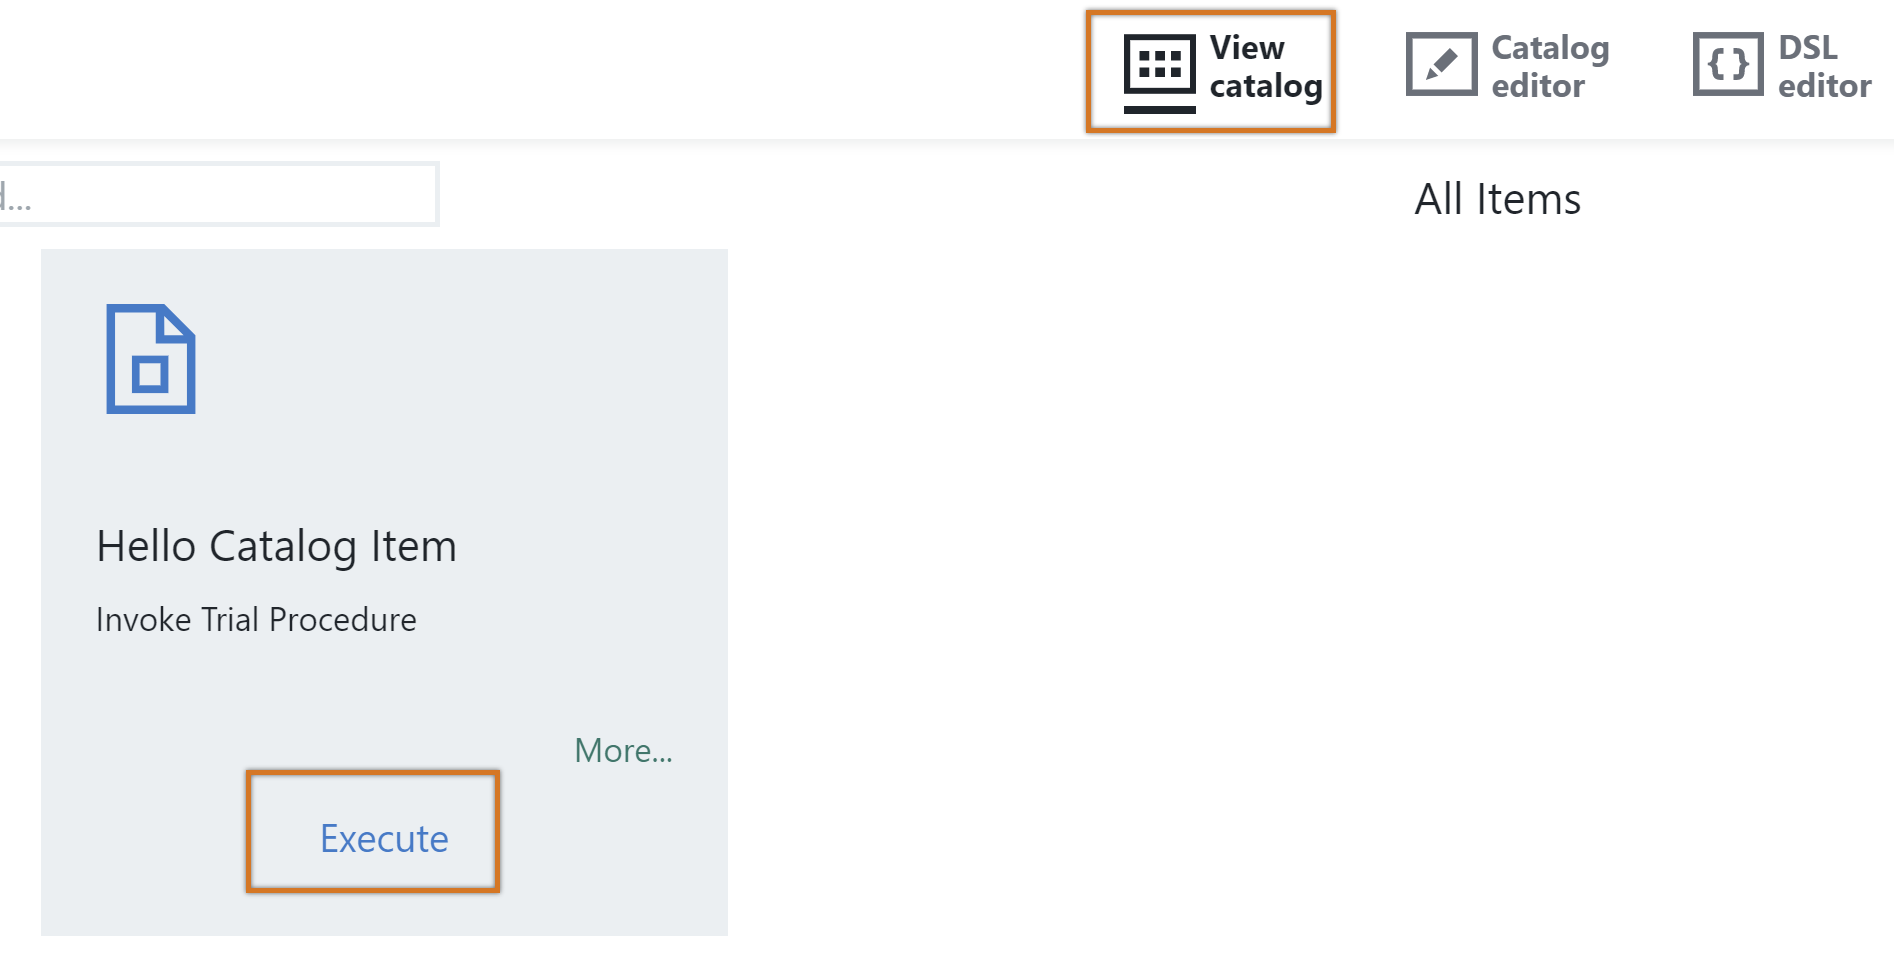 View
catalog
Catalog
editor
{}
DSL
editor
d...
All Items
Hello Catalog Item
Invoke Trial Procedure
More...
Execute